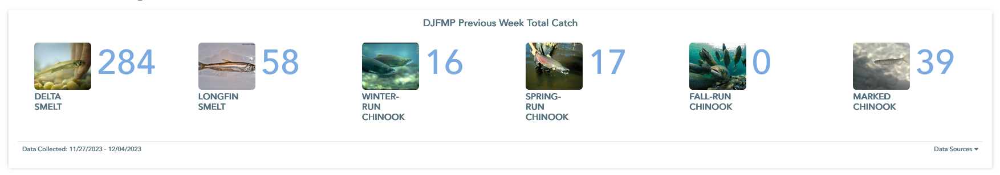 DJFMP Previous Week Total Catch
284
DELTA
SMELT
58
LONGFIN
SMELT
16
WINTER-
RUN
CHINOOK
17
SPRING-
RUN
CHINOOK
0
FALL-RUN
CHINOOK
39
MARKED
CHINOOK
Data Collected: 11/27/2023 - 12/04/2023
Data Sources